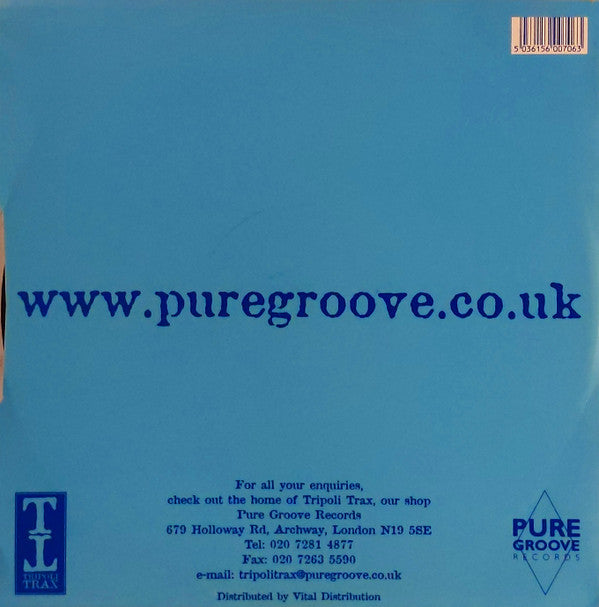 5 036156 007063
www.puregroove.co.uk
For all your enquiries,
check out the home of Tripoli Trax, our shop
Pure Groove Records
679 Holloway Rd, Archway, London N19 5SE
Tel: 020 7281 4877
Fax: 020 7263 5590
e-mail: tripolitrax@puregroove.co.uk
Distributed by Vital Distribution
TT
TRIPOLI
TRAX
PURE
GROOVE
RECORDS